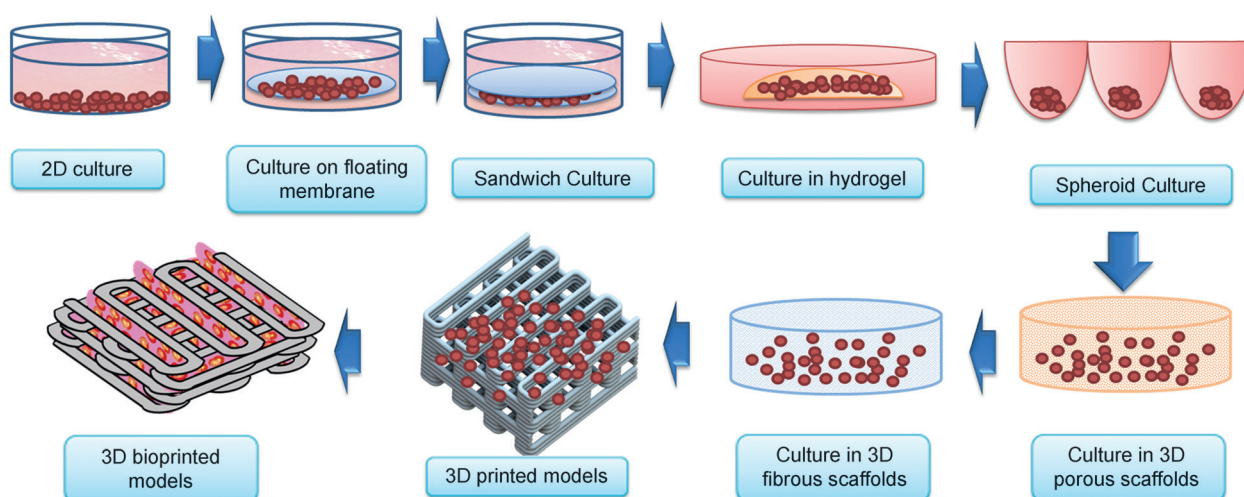 2D culture
Culture on floating
membrane
Sandwich Culture
Culture in hydrogel
Spheroid Culture
3D bioprinted
models
3D printed models
Culture in 3D
fibrous scaffolds
Culture in 3D
porous scaffolds